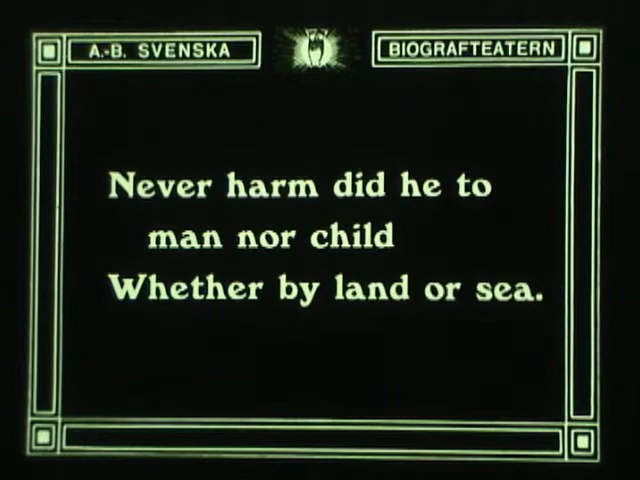 A.-B. SVENSKA BIOGRAFTEATERN
Never harm did he to
man nor child
Whether by land or sea.